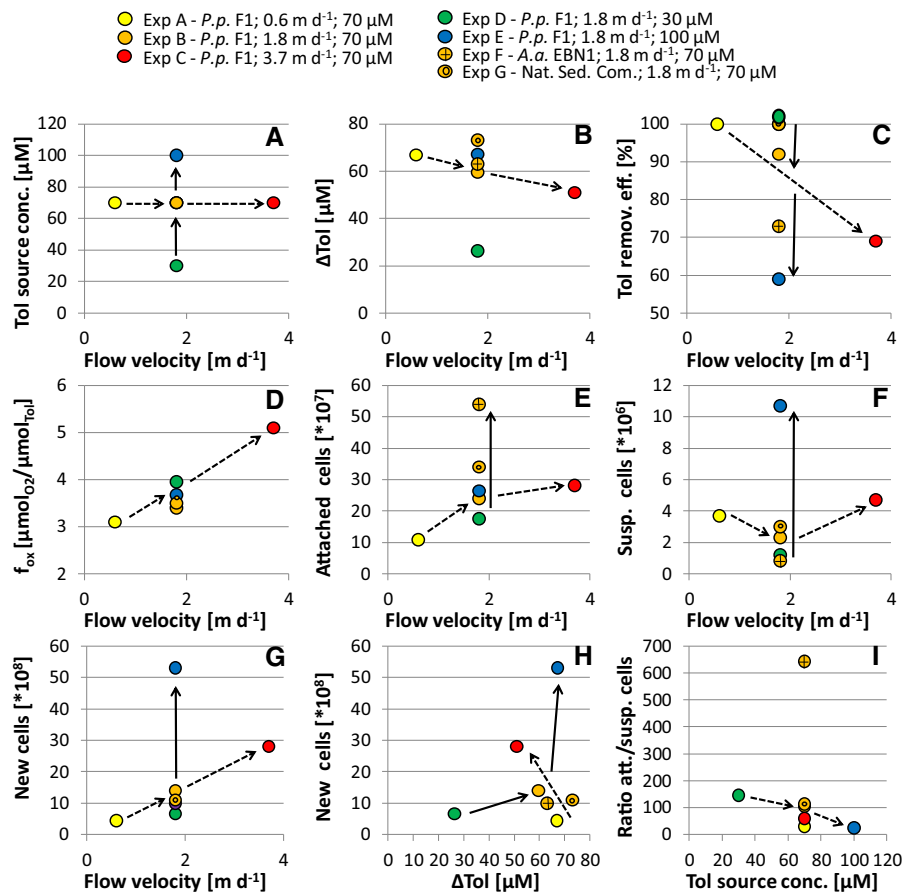 Exp A - P.p. F1; 0.6 m d-1; 70 µM
Exp B - P.p. F1; 1.8 m d-1; 70 µM
Exp C - P.p. F1; 3.7 m d-1; 70 µM
Exp D - P.p. F1; 1.8 m d-1; 30 µM
Exp E - P.p. F1; 1.8 m d-1; 100 µM
Exp F - A.a. EBN1; 1.8 m d-1; 70 µM
Exp G - Nat. Sed. Com.; 1.8 m d-1; 70 µM
A
Tol source conc. [µM]
120
100
80
60
40
20
0
0 2 4
Flow velocity [m d-1]
B
ΔTol
[µM]
80
60
40
20
0
0 2 4
Flow velocity [m d-1]
C
Tol remov. eff. [%]
100
90
80
70
60
50
0 2 4
Flow velocity [m d-1]
D
fox [µmolO2/µmolTol]
6
5
4
3
2
0 2 4
Flow velocity [m d-1]
E
Attached cells [*10⁷]
60
50
40
30
20
10
0
0 2 4
Flow velocity [m d-1]
F
Susp. cells [*10⁶]
12
10
8
6
4
2
0
0 2 4
Flow velocity [m d-1]
G
New cells [*10⁸]
60
50
40
30
20
10
0
0 2 4
Flow velocity [m d-1]
H
New cells [*10⁸]
60
50
40
30
20
10
0
0 10 20 30 40 50 60 70 80
ΔTol [µM]
I
Ratio att./susp. cells
700
600
500
400
300
200
100
0
0 20 40 60 80 100 120
Tol source conc. [µM]